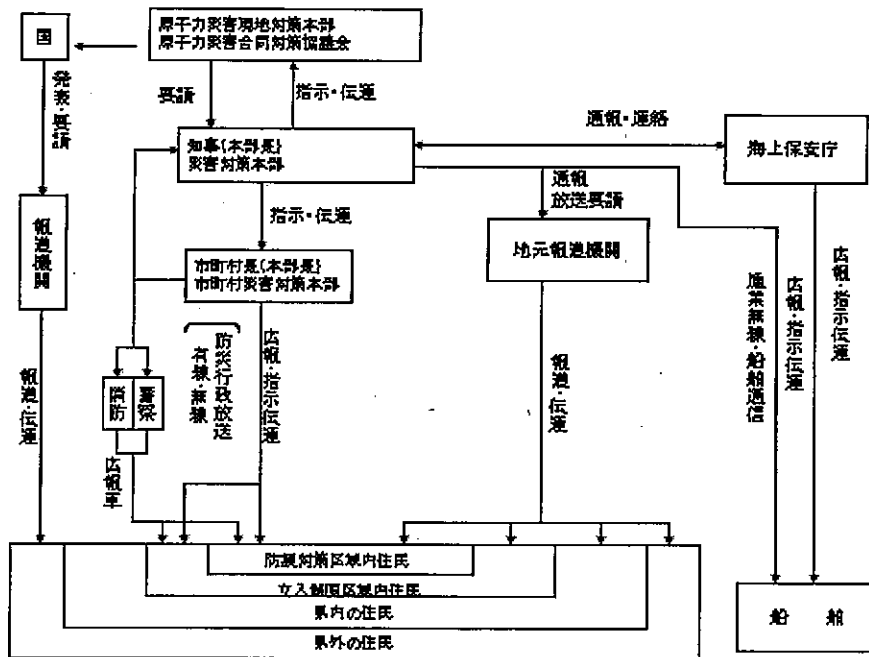 国
原子力災害現地対策本部
原子力災害合同対策協議会
発表・要請
要請
指示・伝達
通報・連絡
知事(本部長)
災害対策本部
海上保安庁
通報
放送要請
指示・伝達
報道機関
市町村長(本部長)
市町村災害対策本部
地元報道機関
防災行政放送
有線・無線
広報・指示伝達
報道・伝達
漁業無線・船舶通信
広報・指示伝達
広報・指示伝達
消防
警察
報道・伝達
広報車
防護対策区域内住民
立入制限区域内住民
県内の住民
県外の住民
船舶